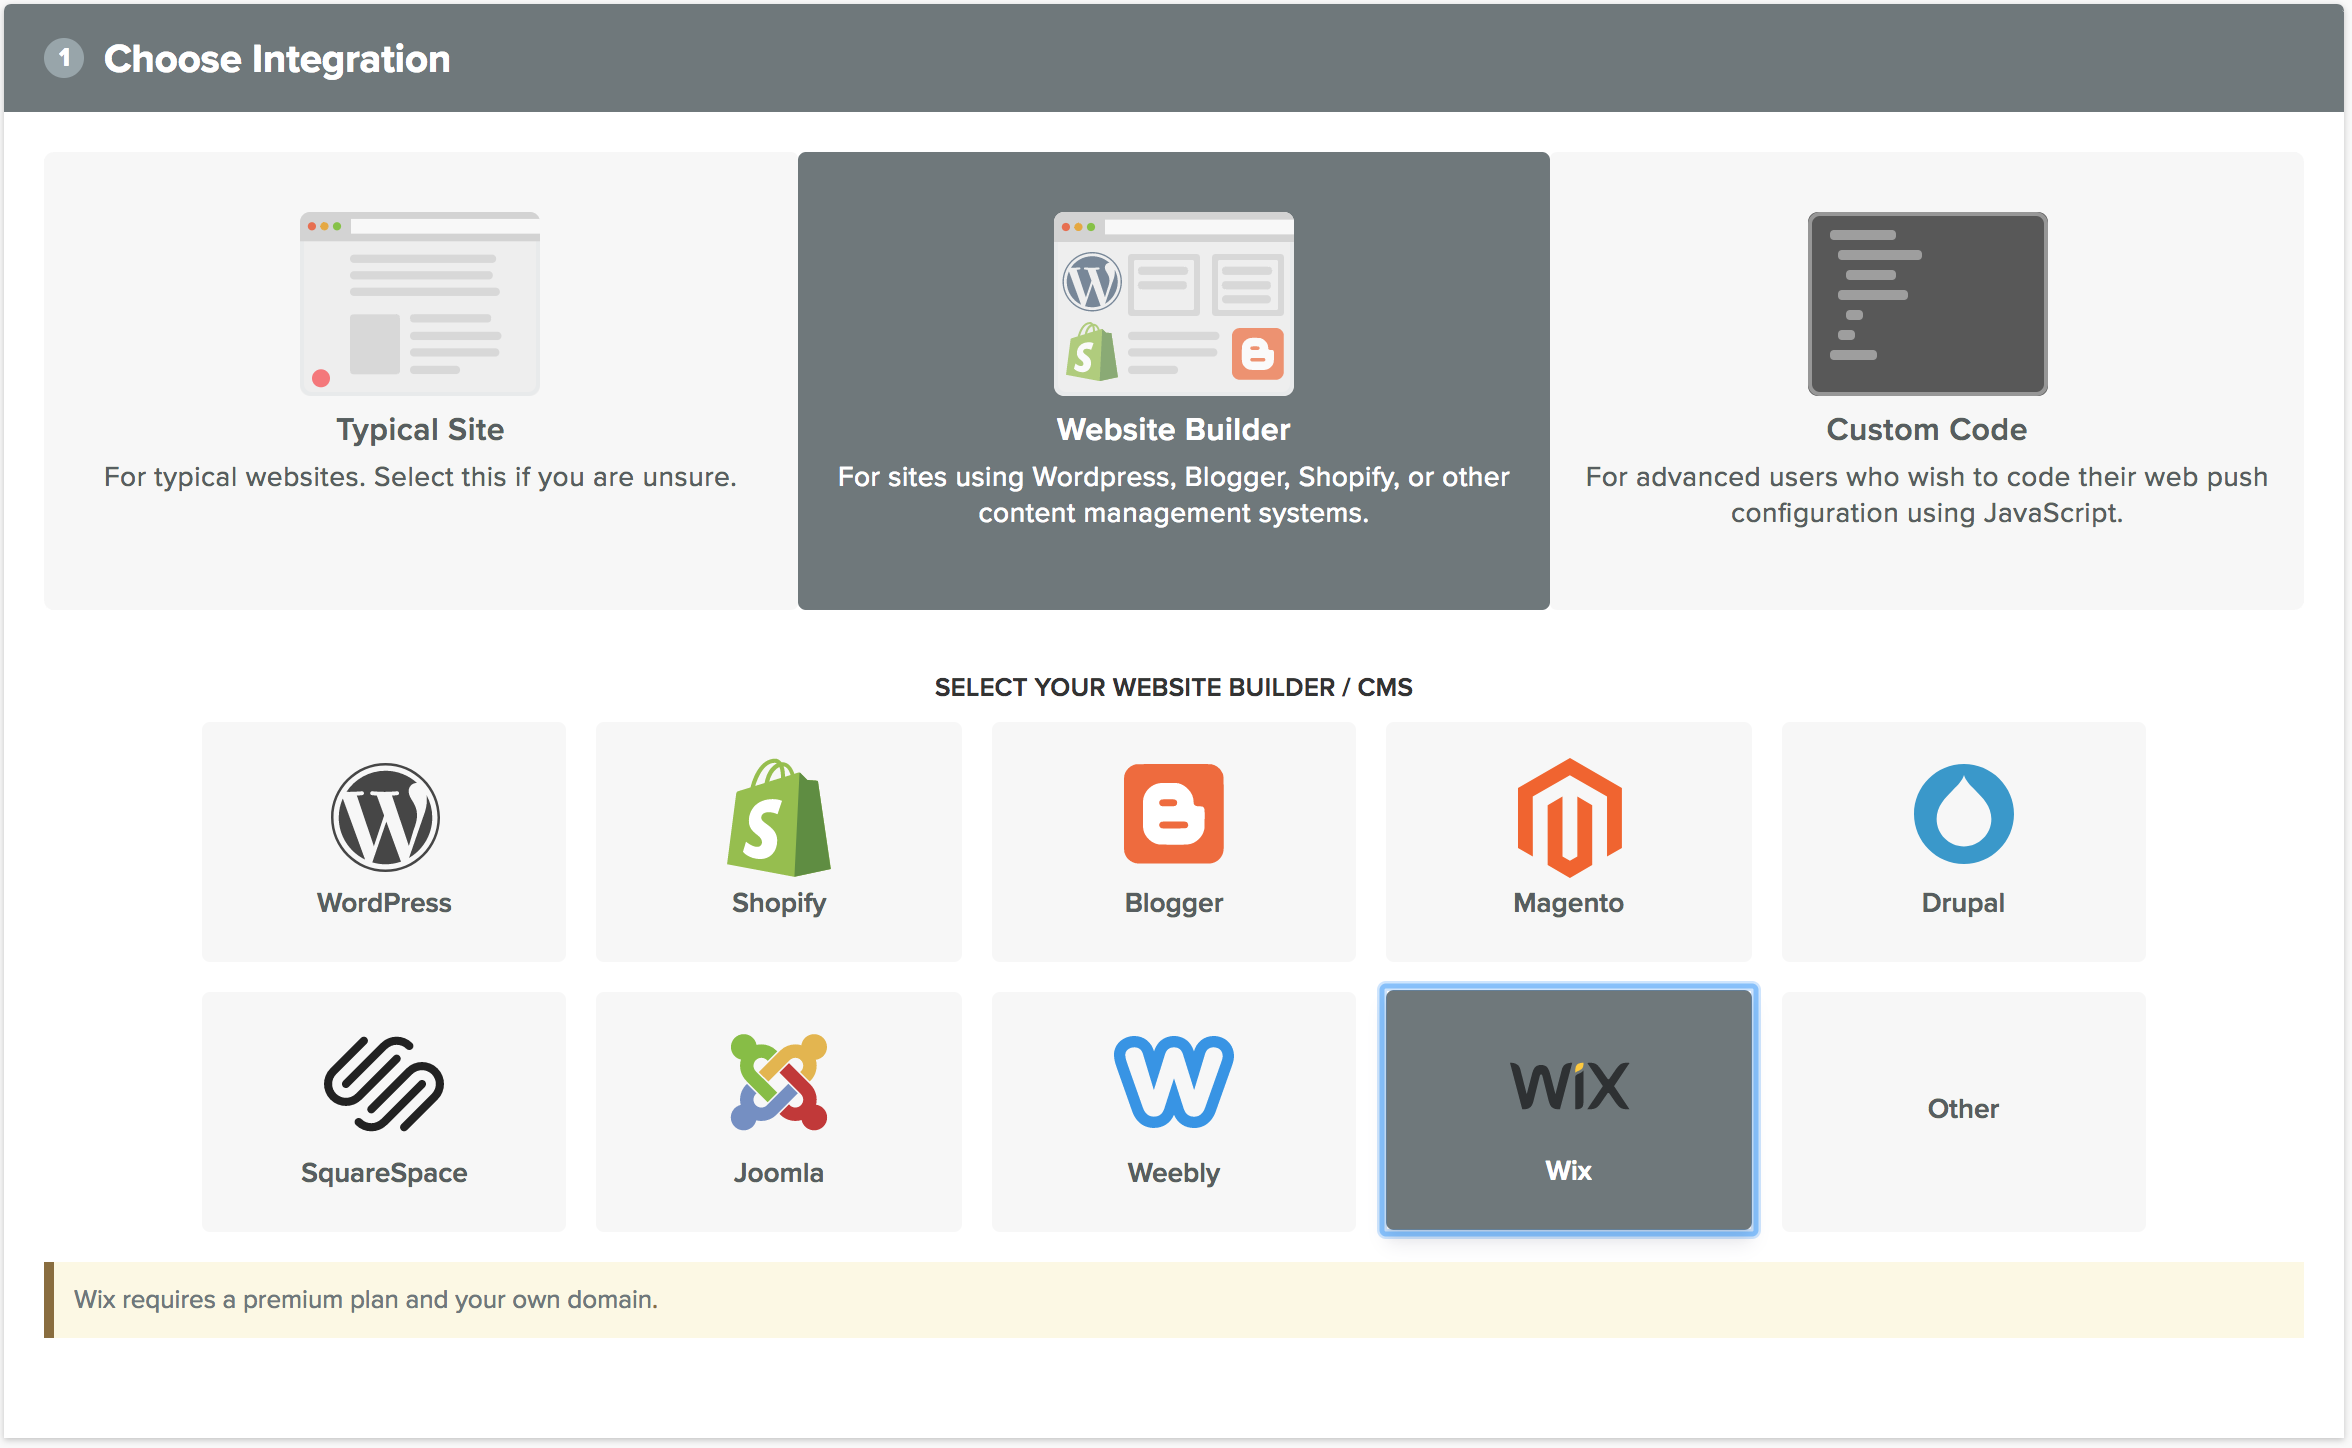 1 Choose Integration
Typical Site
For typical websites. Select this if you are unsure.
Website Builder
For sites using Wordpress, Blogger, Shopify, or other
content management systems.
Custom Code
For advanced users who wish to code their web push
configuration using JavaScript.
SELECT YOUR WEBSITE BUILDER / CMS
WordPress
Shopify
Blogger
Magento
Drupal
SquareSpace
Joomla
Weebly
WiX
Wix
Other
Wix requires a premium plan and your own domain.